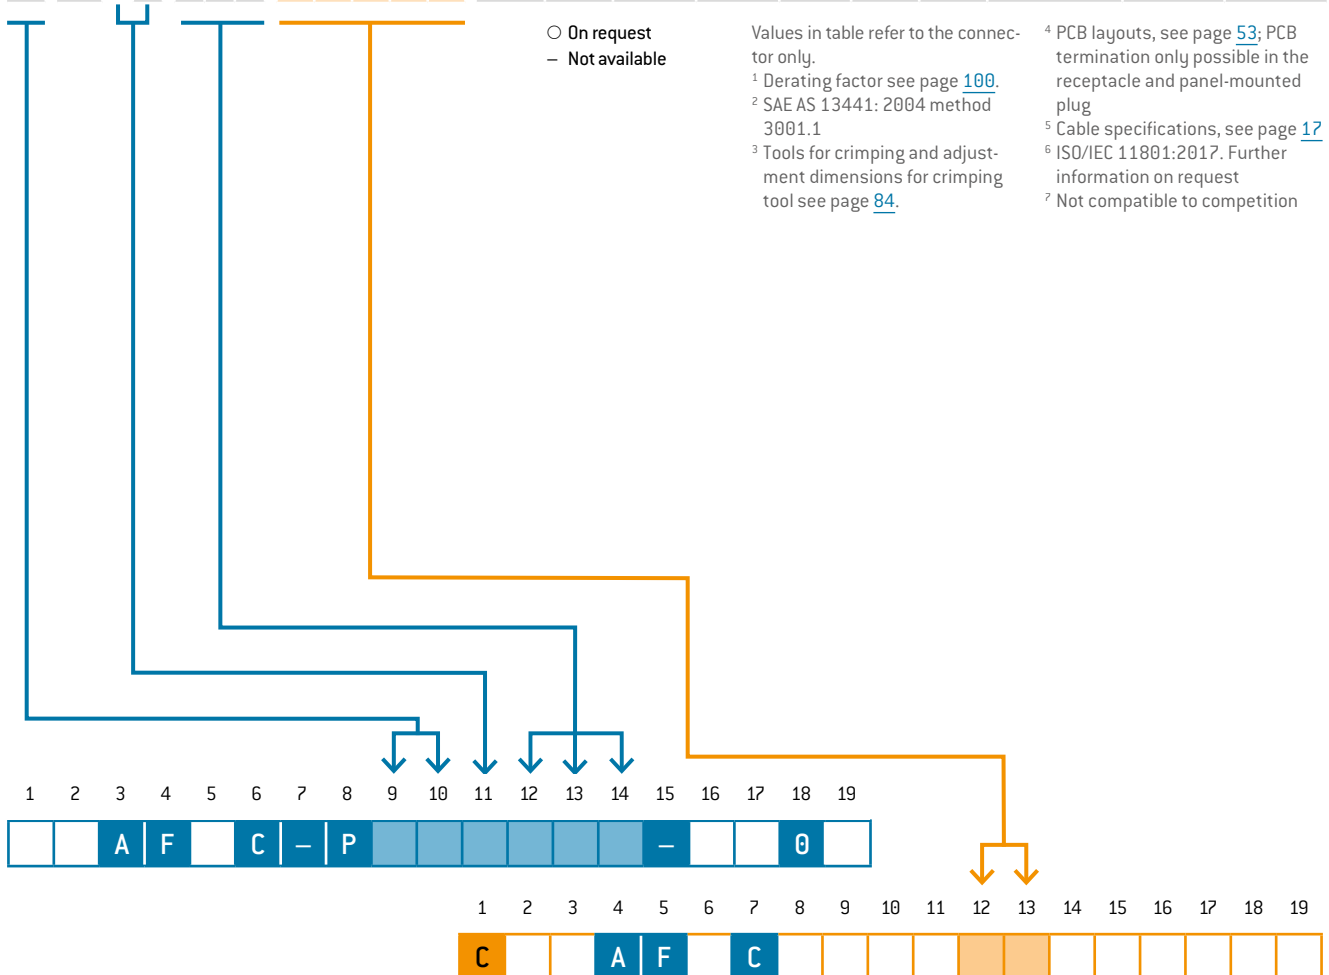 ○ On request
– Not available
Values in table refer to the connec-
tor only.
¹ Derating factor see page 100.
² SAE AS 13441: 2004 method
3001.1
³ Tools for crimping and adjust-
ment dimensions for crimping
tool see page 84.
⁴ PCB layouts, see page 53; PCB
termination only possible in the
receptacle and panel-mounted
plug
⁵ Cable specifications, see page 17
⁶ ISO/IEC 11801:2017. Further
information on request
⁷ Not compatible to competition
1 2 3 4 5 6 7 8 9 10 11 12 13 14 15 16 17 18 19
A F C – P – 0
1 2 3 4 5 6 7 8 9 10 11 12 13 14 15 16 17 18 19
C A F C